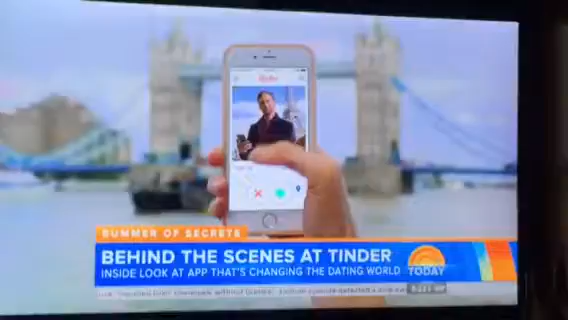 SUMMER OF SECRETS
BEHIND THE SCENES AT TINDER
INSIDE LOOK AT APP THAT'S CHANGING THE DATING WORLD
TODAY